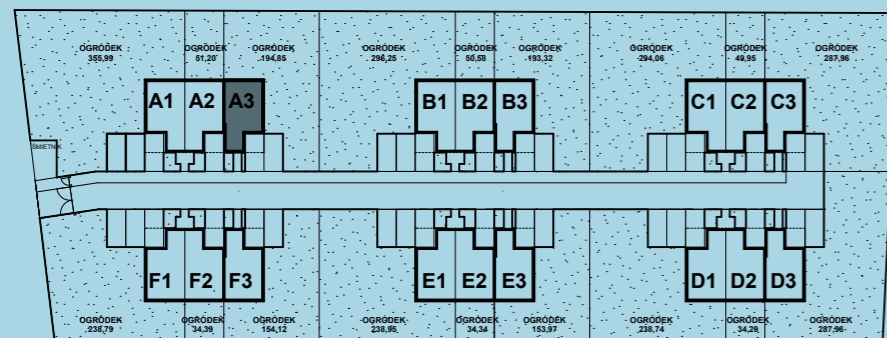 OGRÓDEK
355,99
OGRÓDEK
51,20
OGRÓDEK
194,85
OGRÓDEK
296,25
OGRÓDEK
50,58
OGRÓDEK
193,32
OGRÓDEK
294,06
OGRÓDEK
49,95
OGRÓDEK
287,96
A1 A2 A3 B1 B2 B3 C1 C2 C3
ŚMIETNIK
F1 F2 F3 E1 E2 E3 D1 D2 D3
OGRÓDEK
238,79
OGRÓDEK
34,39
OGRÓDEK
154,12
OGRÓDEK
238,95
OGRÓDEK
34,34
OGRÓDEK
153,97
OGRÓDEK
238,74
OGRÓDEK
34,29
OGRÓDEK
287,96